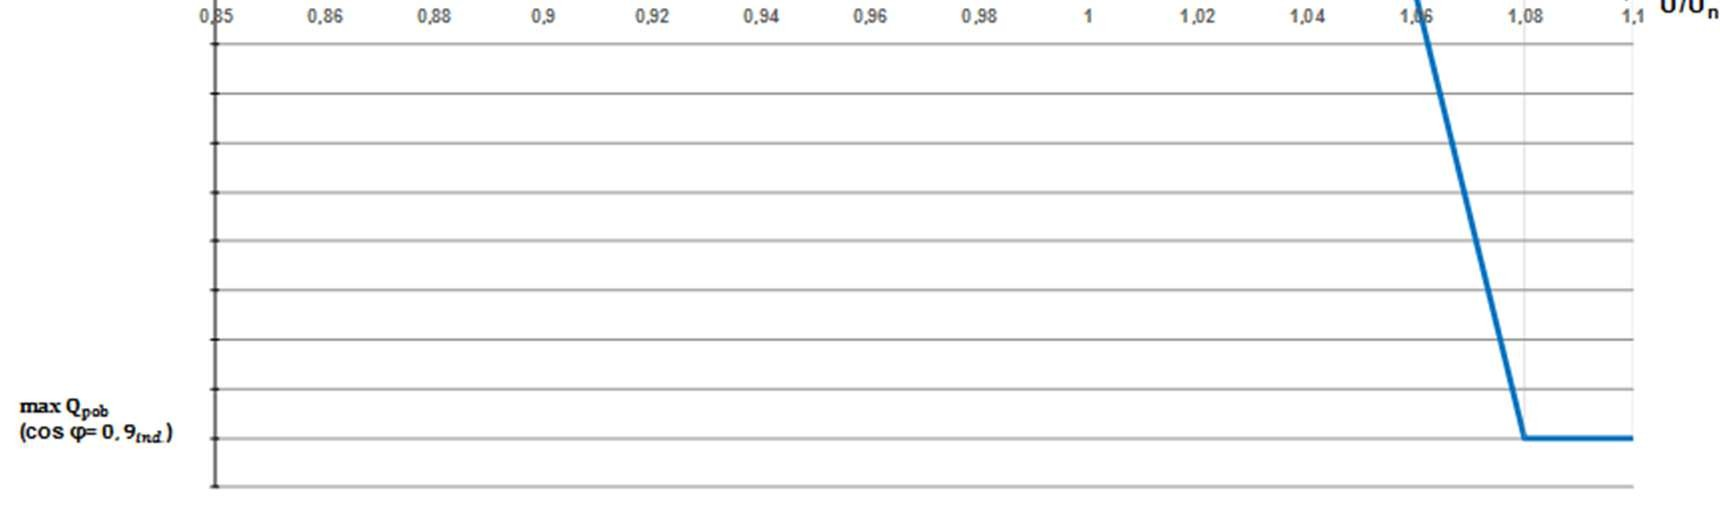 0,85 0,86 0,88 0,9 0,92 0,94 0,96 0,98 1 1,02 1,04 1,06 1,08 1,1 U/Un
max Qpob
(cos φ= 0,9ind.)